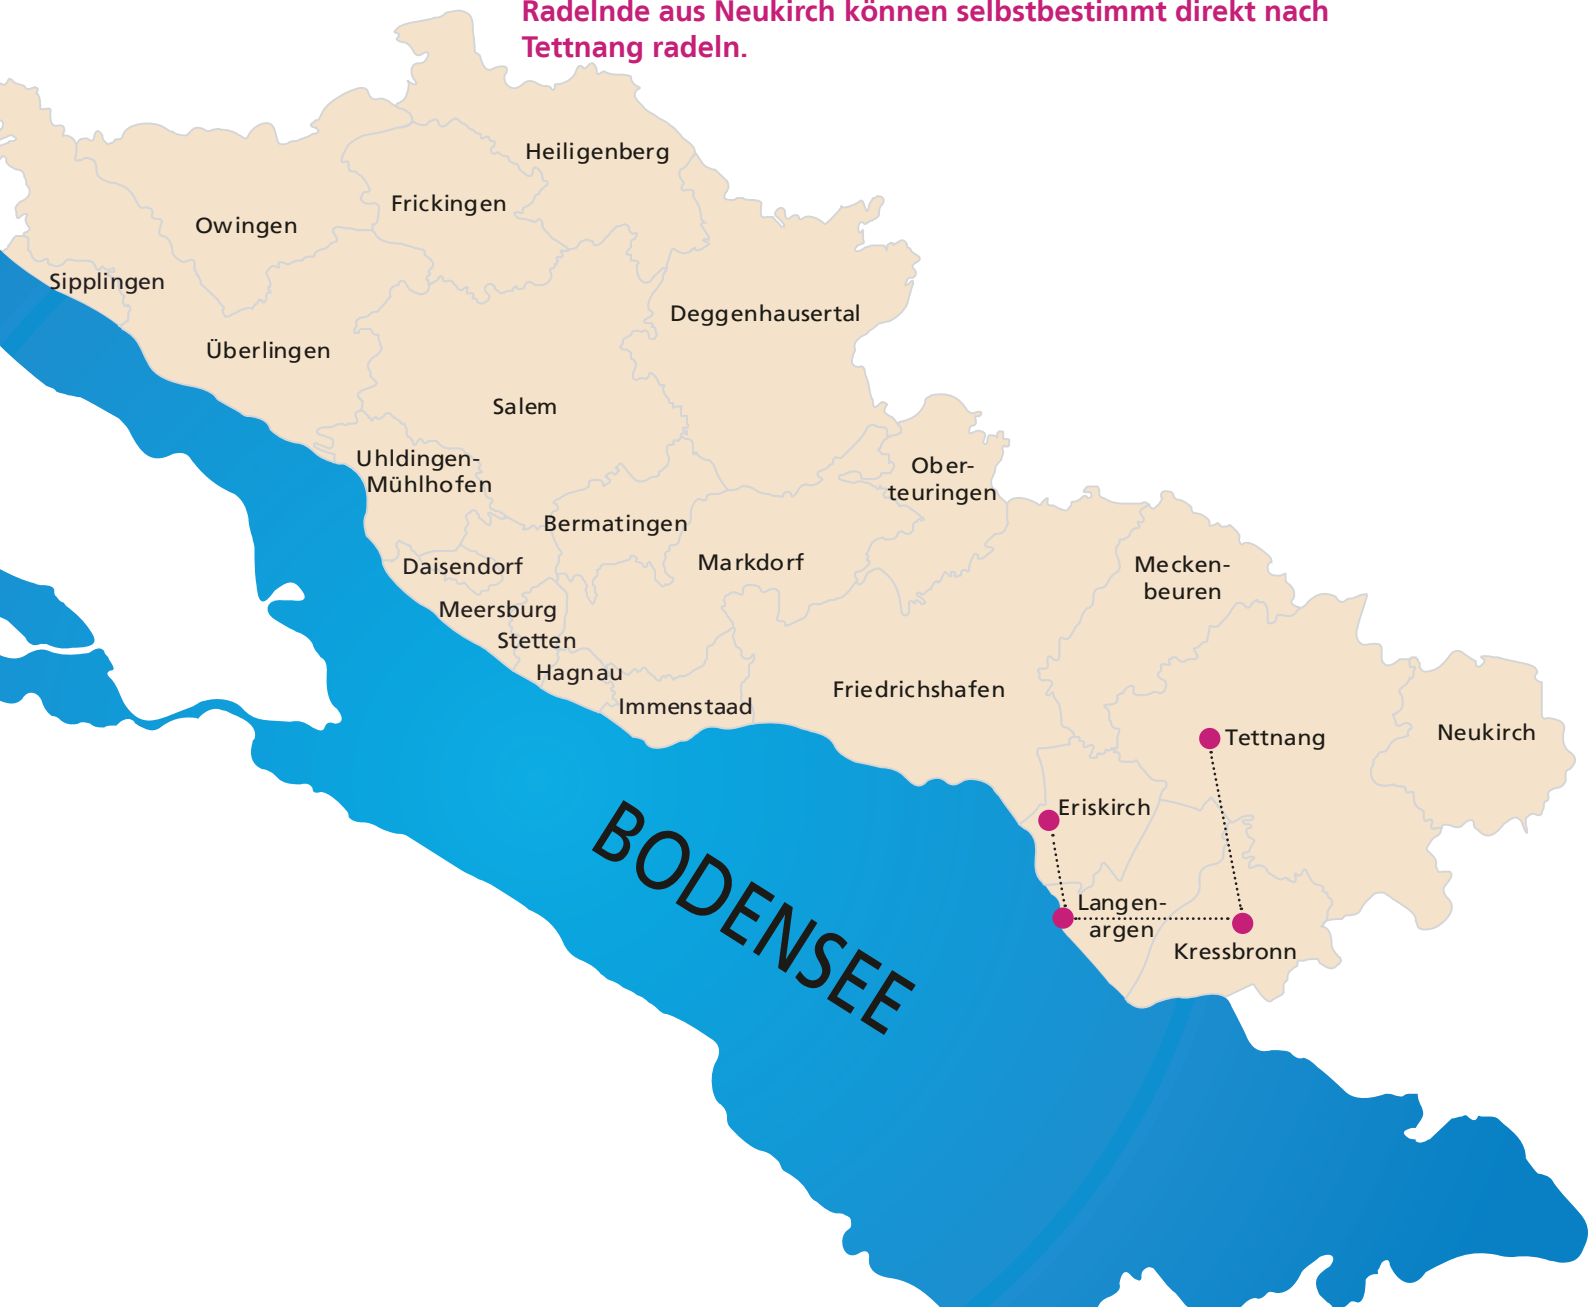 Radelnde aus Neukirch können selbstbestimmt direkt nach
Tettnang radeln.
Heiligenberg
Frickingen
Owingen
Sipplingen
Deggenhausertal
Überlingen
Salem
Uhldingen-
Mühlhofen
Ober-
teuringen
Bermatingen
Markdorf
Daisendorf
Mecken-
beuren
Meersburg
Stetten
Hagnau
Immenstaad
Friedrichshafen
Tettnang
Neukirch
Eriskirch
Langen-
argen
Kressbronn
BODENSEE